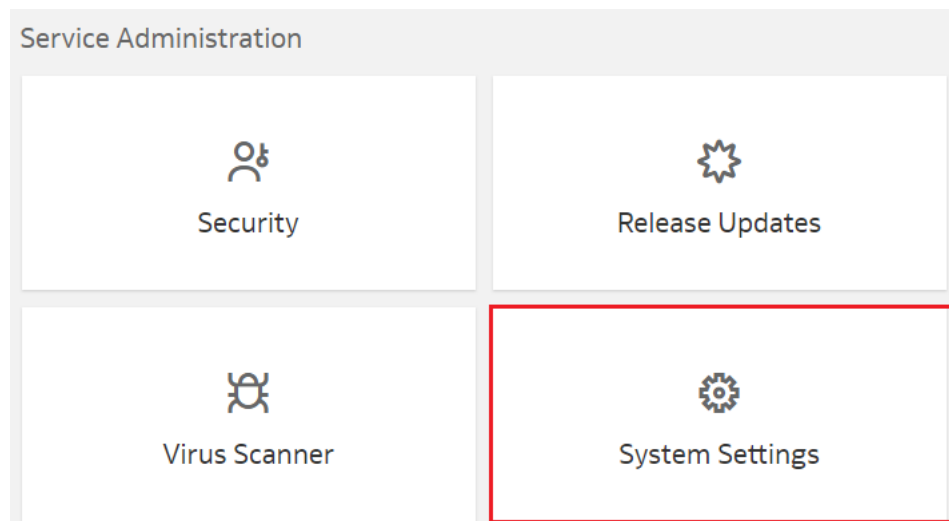 Service Administration
Security
Release Updates
Virus Scanner
System Settings